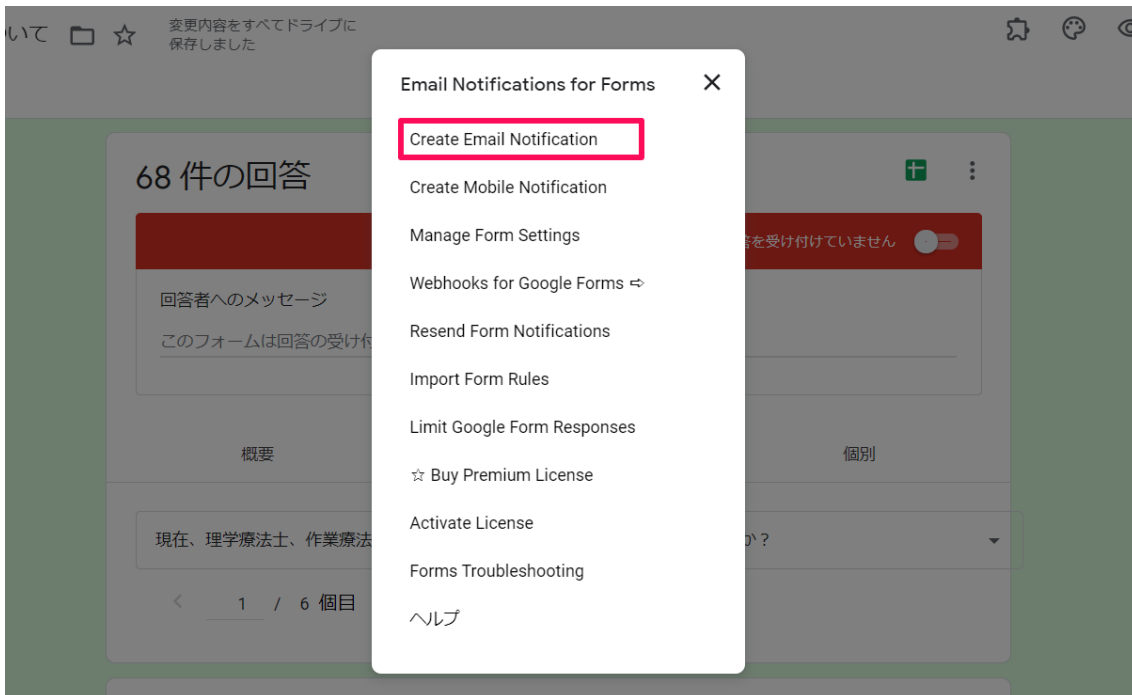 いて
変更内容をすべてドライブに
保存しました
Email Notifications for Forms
Create Email Notification
Create Mobile Notification
Manage Form Settings
Webhooks for Google Forms ⇨
Resend Form Notifications
Import Form Rules
Limit Google Form Responses
☆ Buy Premium License
Activate License
Forms Troubleshooting
ヘルプ
68 件の回答
を受け付けていません
回答者へのメッセージ
このフォームは回答の受け付
概要
個別
現在、理学療法士、作業療法
か？
1 / 6 個目